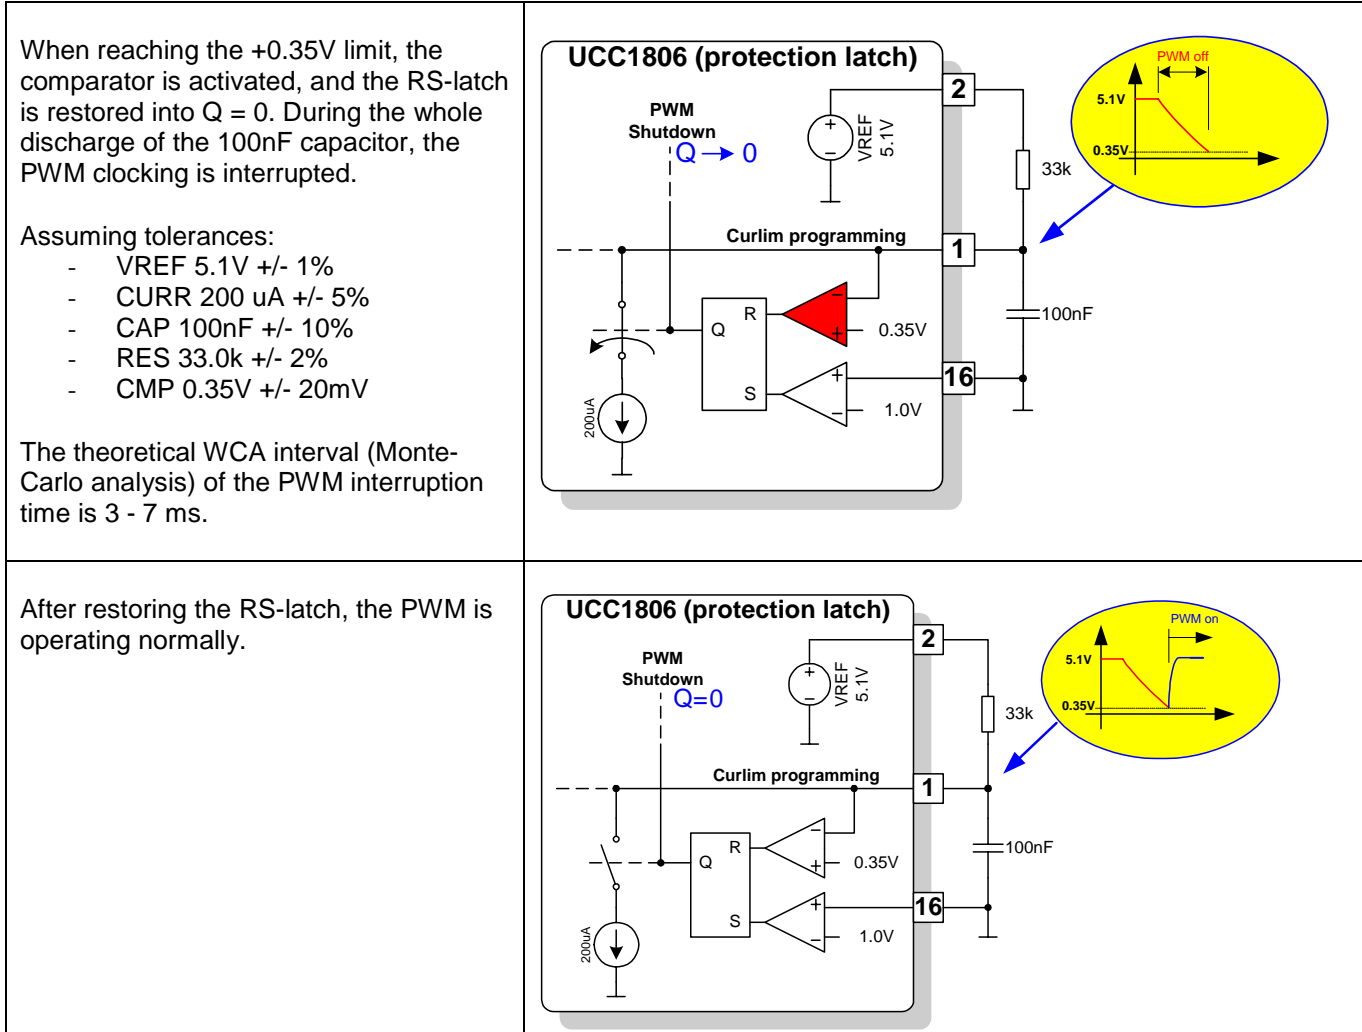 When reaching the +0.35V limit, the
comparator is activated, and the RS-latch
is restored into Q = 0. During the whole
discharge of the 100nF capacitor, the
PWM clocking is interrupted.
Assuming tolerances:
- VREF 5.1V +/- 1%
- CURR 200 uA +/- 5%
- CAP 100nF +/- 10%
- RES 33.0k +/- 2%
- CMP 0.35V +/- 20mV
The theoretical WCA interval (Monte-
Carlo analysis) of the PWM interruption
time is 3 - 7 ms.
UCC1806 (protection latch)
PWM
Shutdown
Q → 0
+
-
VREF
5.1V
2
33k
PWM off
5.1V
0.35V
Curlim programming
1
R
-
+
0.35V
Q
100nF
S
+
-
1.0V
16
200uA
After restoring the RS-latch, the PWM is
operating normally.
UCC1806 (protection latch)
PWM
Shutdown
Q=0
+
-
VREF
5.1V
2
33k
PWM on
5.1V
0.35V
Curlim programming
1
R
-
+
0.35V
Q
100nF
S
+
-
1.0V
16
200uA